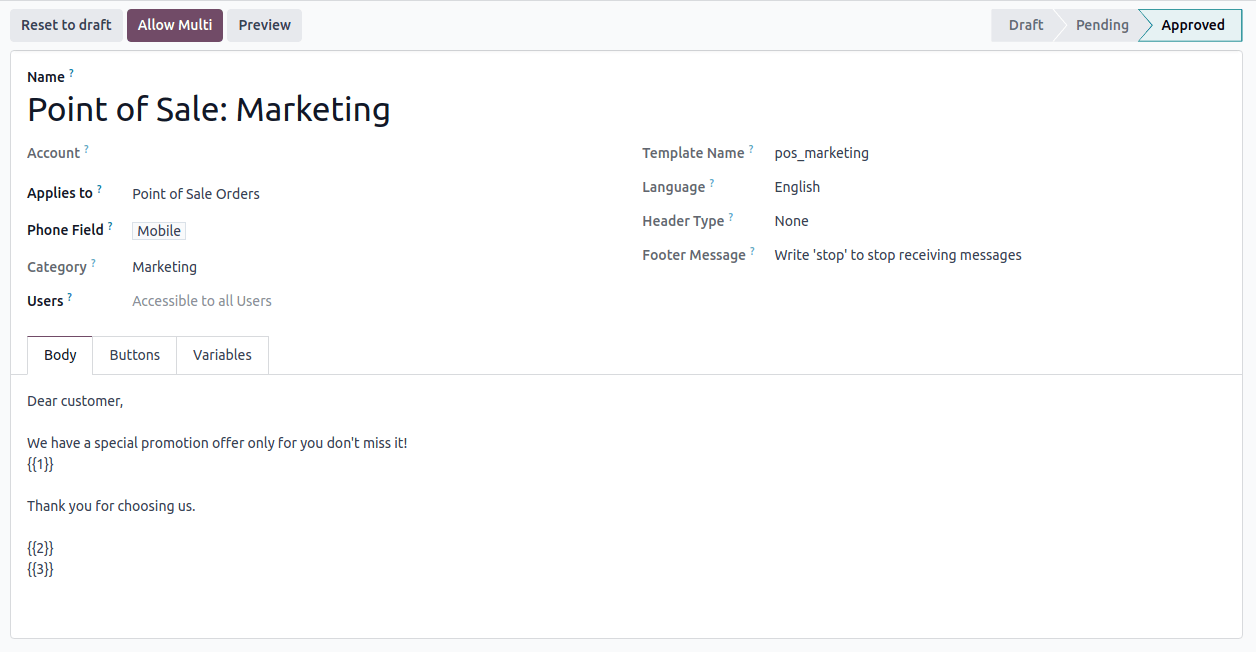 Reset to draft Allow Multi Preview Draft Pending Approved
Name ?
Point of Sale: Marketing
Account ?
Applies to ? Point of Sale Orders
Phone Field ? Mobile
Category ? Marketing
Users ? Accessible to all Users
Template Name ? pos_marketing
Language ? English
Header Type ? None
Footer Message ? Write 'stop' to stop receiving messages
Body Buttons Variables
Dear customer,
We have a special promotion offer only for you don't miss it!
{{1}}
Thank you for choosing us.
{{2}}
{{3}}